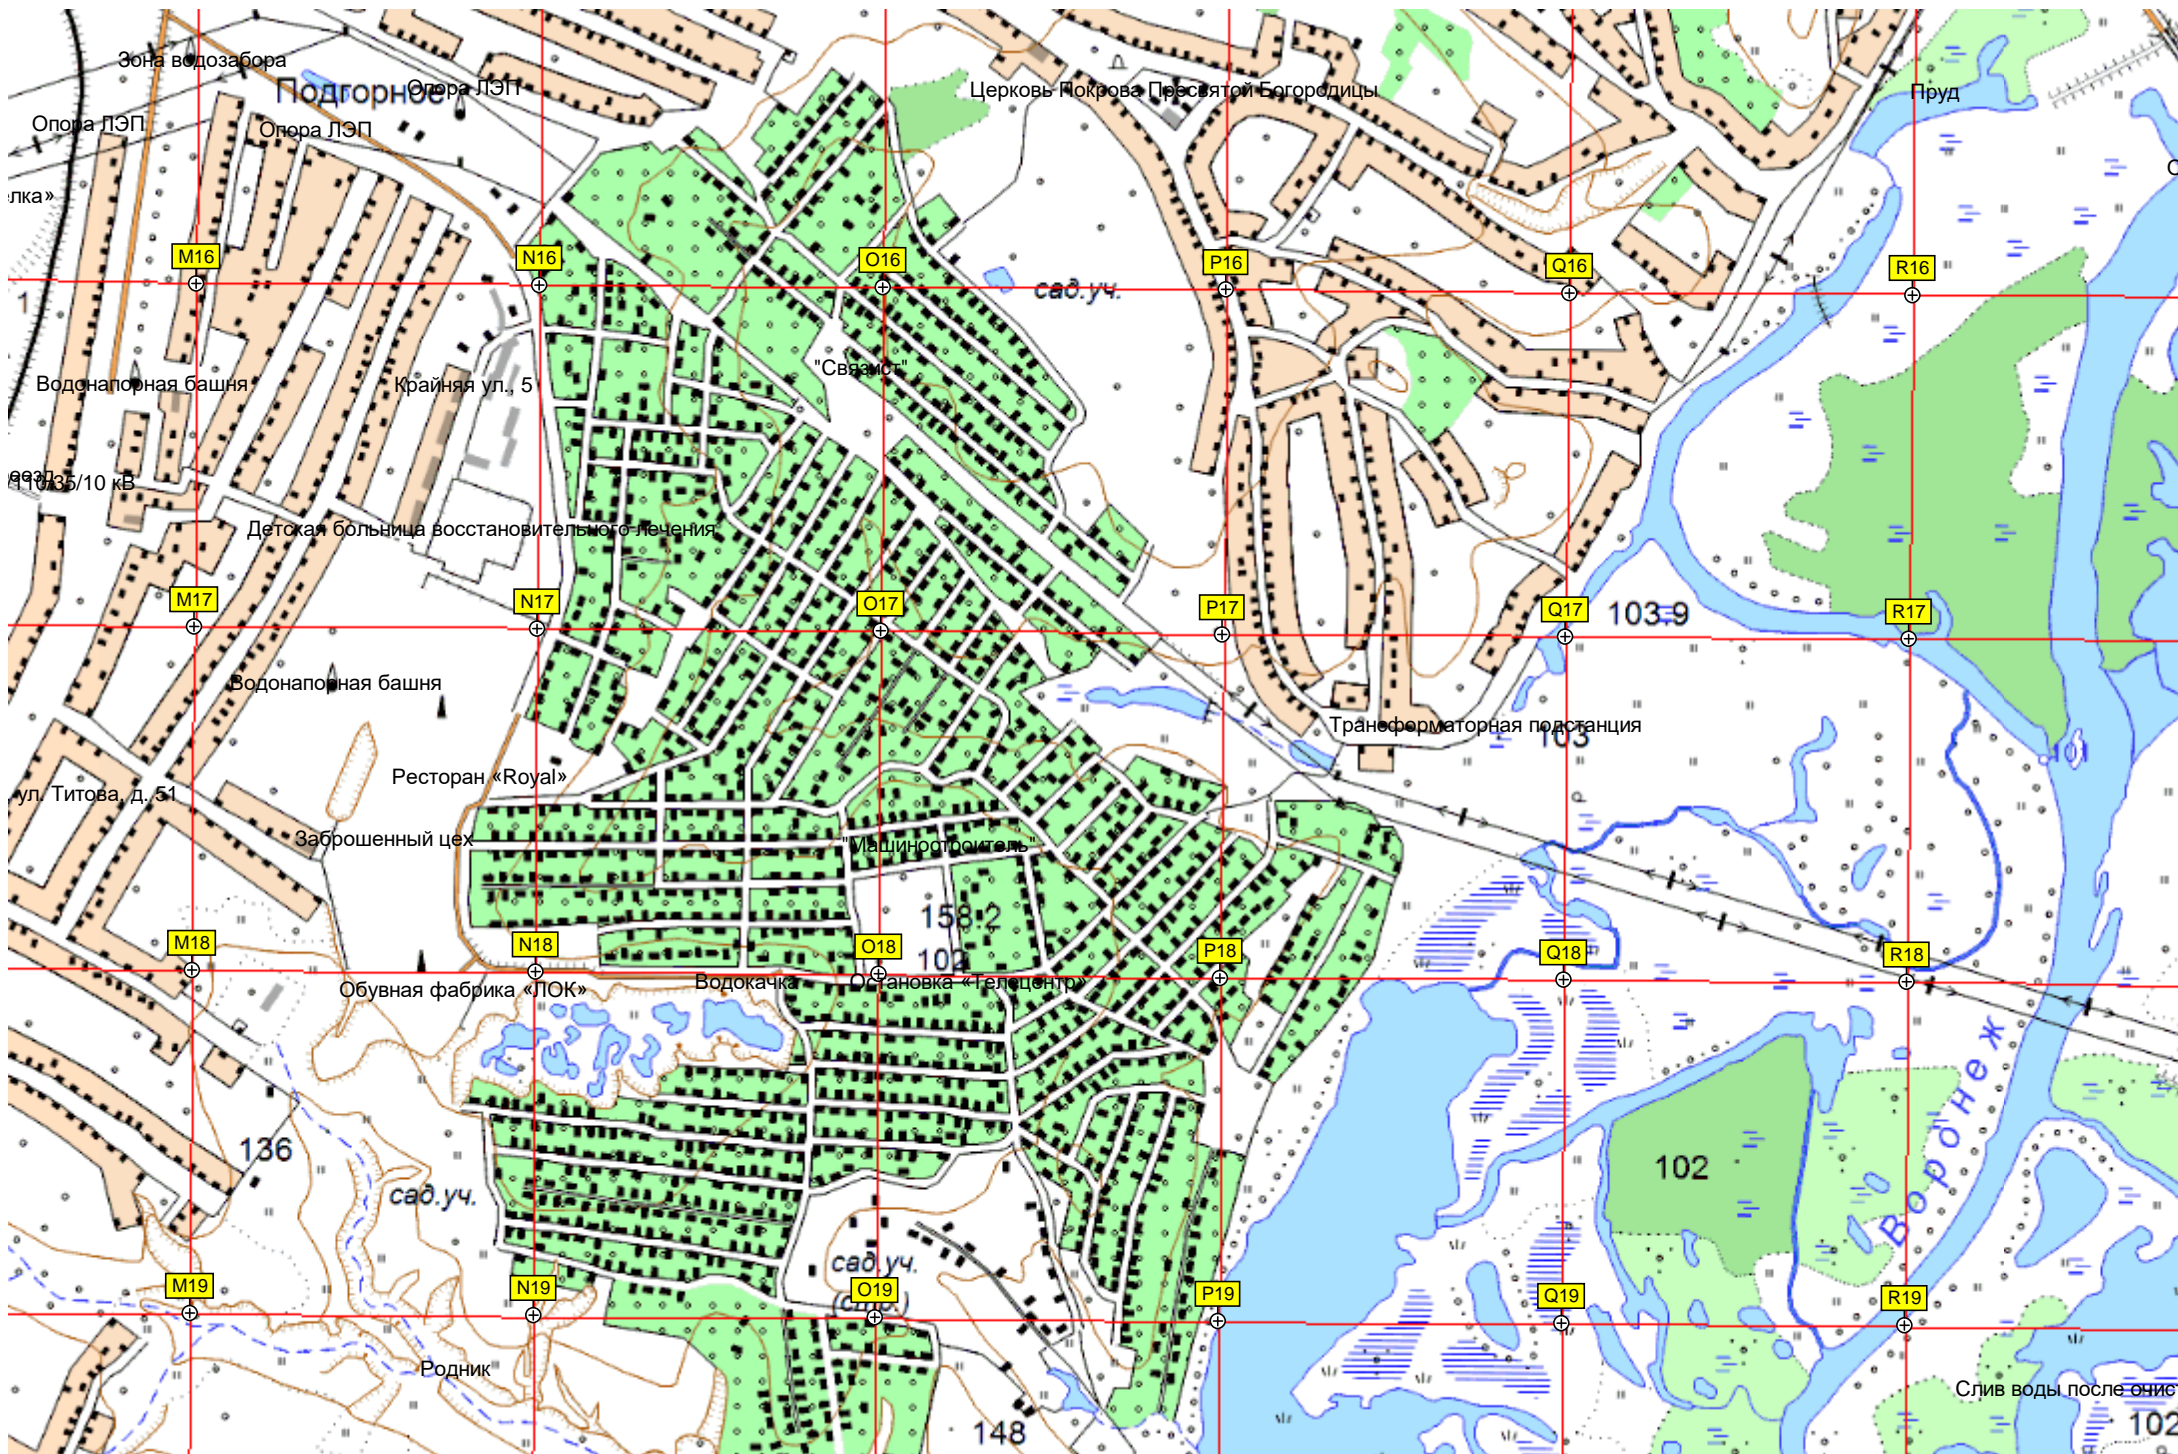 Зона водозабора
Подгорное
Опора ЛЭП
Церковь Покрова Пресвятой Богородицы
Пруд
Опора ЛЭП
Опора ЛЭП
елка»
M16
N16
O16
P16
Q16
R16
1
сад.уч.
"Связист"
Водонапорная башня
Крайняя ул., 5
110/35/10 кВ
Детская больница восстановительного лечения
M17
N17
O17
P17
Q17
R17
103.9
Водонапорная башня
Трансформаторная подстанция
103
101
Ресторан «Royal»
ул. Титова, д. 51
Заброшенный цех
"Машиностроитель"
158.2
M18
N18
O18
P18
Q18
R18
102
Обувная фабрика «ЛОК»
Водокачка
Остановка «Телецентр»
Воронеж
136
102
сад.уч.
сад.уч.
(стр.)
M19
N19
O19
P19
Q19
R19
Родник
Слив воды после очис
148
102